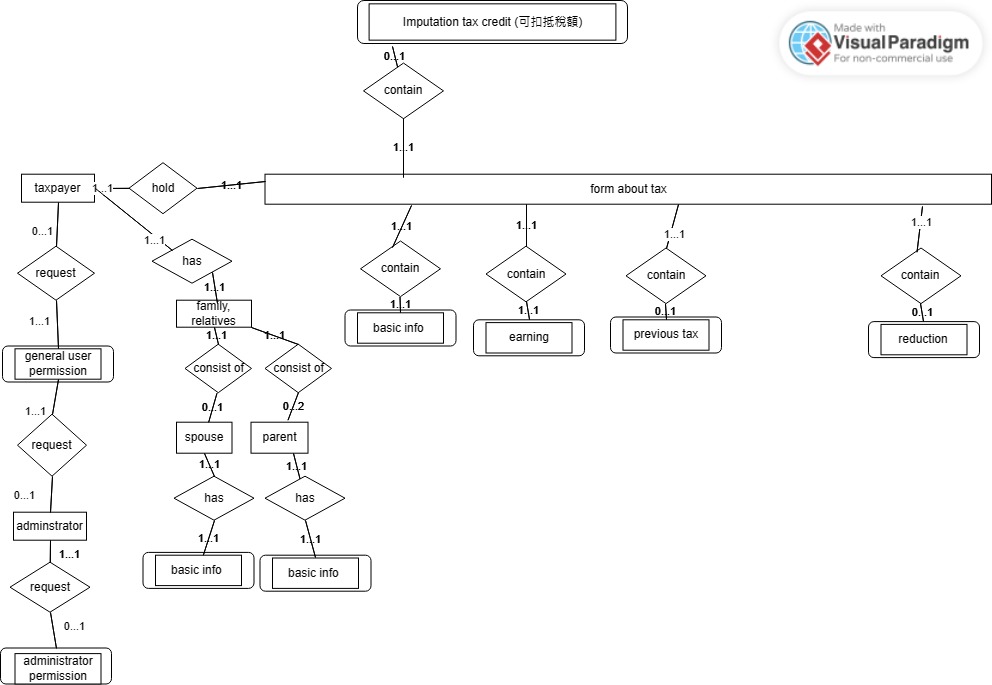 Imputation tax credit (可扣抵稅額)
Made with
VisualParadigm
For non-commercial use
0...1
contain
1...1
taxpayer
1...1
hold
1...1
form about tax
0...1
1...1
has
1...1
1...1
1...1
1...1
request
contain
contain
contain
contain
1...1
family,
relatives
1...1
1...1
0...1
0...1
1...1
basic info
earning
previous tax
reduction
1...1
1...1
general user
permission
consist of
consist of
1...1
0...1
0...2
request
spouse
parent
1...1
1...1
0...1
has
has
adminstrator
1...1
1...1
1...1
basic info
basic info
request
0...1
administrator
permission